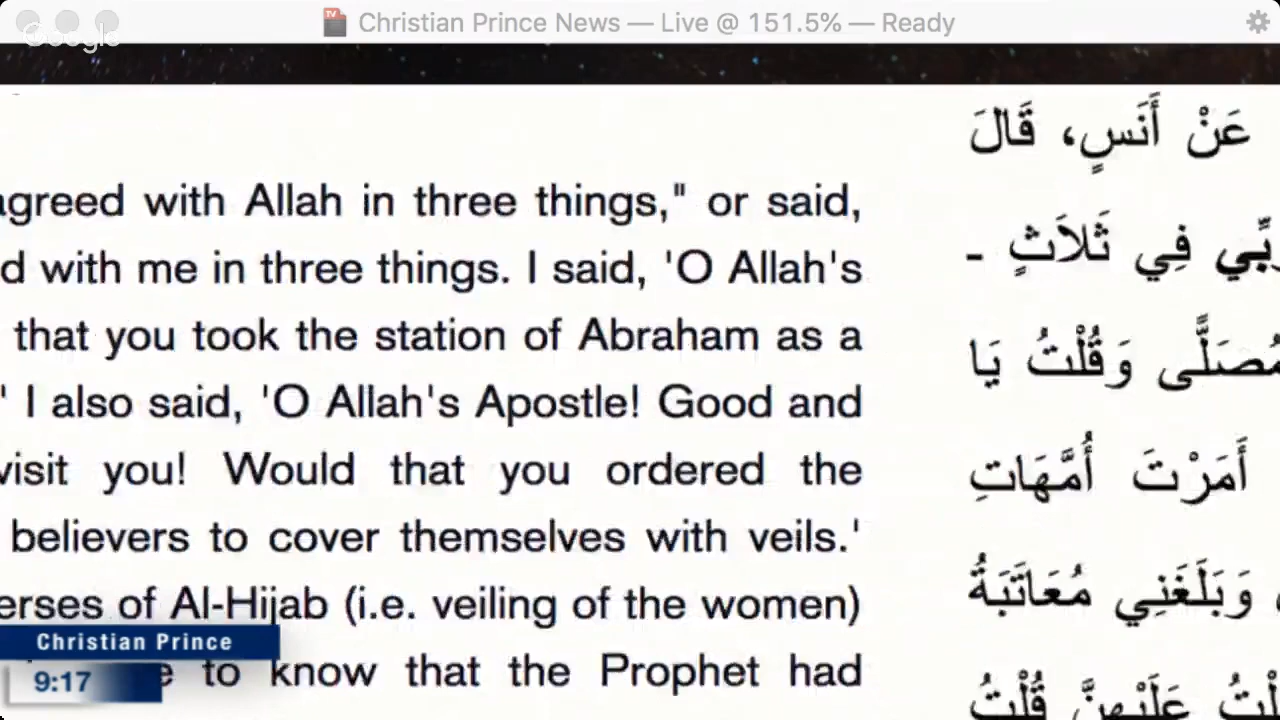 Christian Prince News — Live @ 151.5% — Ready
Google
agreed with Allah in three things," or said,
with me in three things. I said, 'O Allah's
that you took the station of Abraham as a
' I also said, 'O Allah's Apostle! Good and
visit you! Would that you ordered the
believers to cover themselves with veils.'
of Al-Hijab (i.e. veiling of the women)
to know that the Prophet had
عَنْ أَنَسٍ، قَالَ
فِي ثَلاَثٍ ـ
وَقُلْتُ يَا
أَمَرْتَ أُمَّهَاتِ
وَبَلَغَنِي مُعَاتَبَةُ
عَلَيْهِنَّ قُلْتُ
Christian Prince
9:17